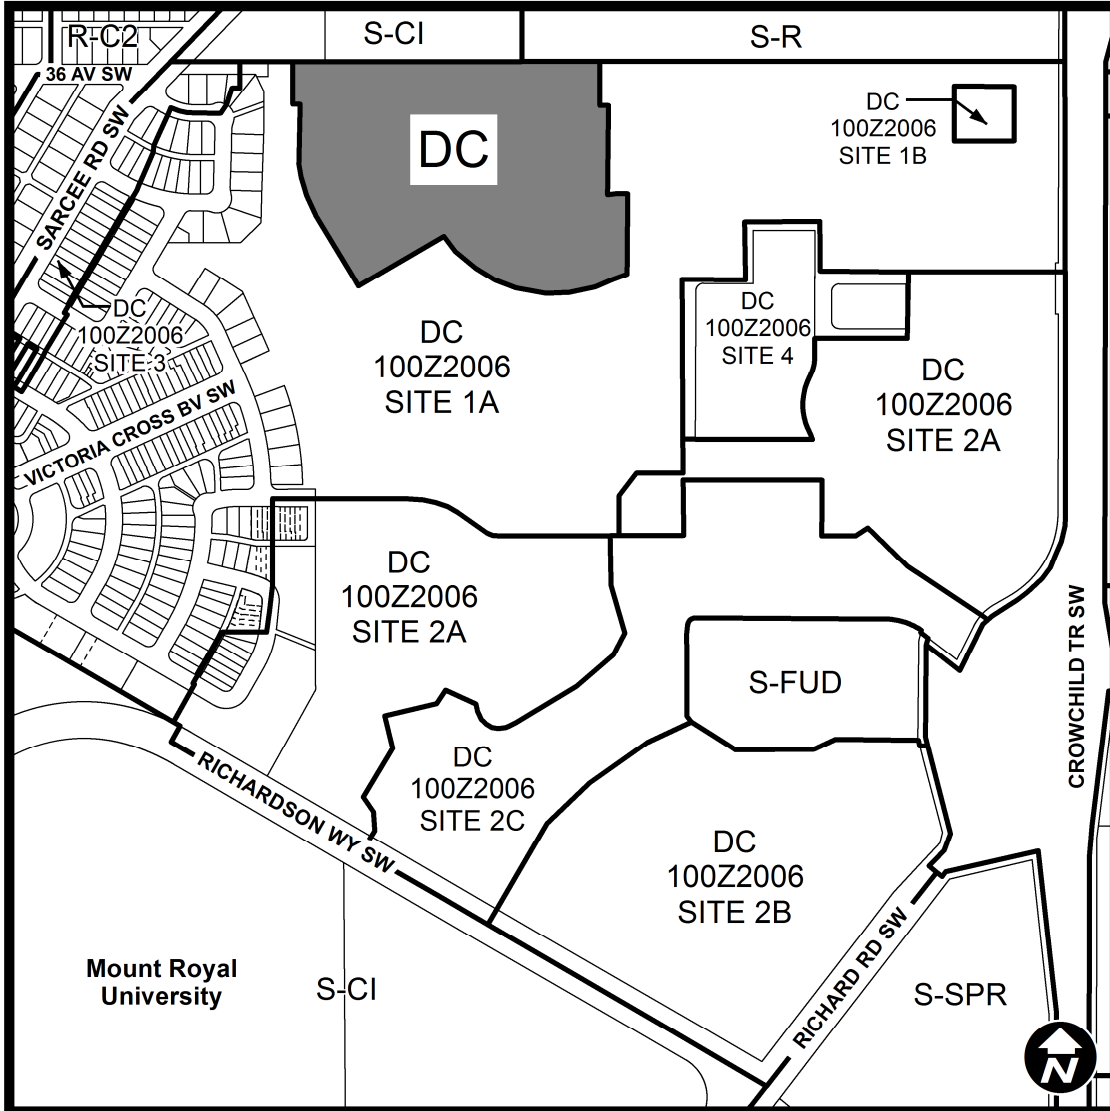 R-C2
S-CI
S-R
36 AV SW
SARCEE RD SW
DC
DC
100Z2006
SITE 1B
DC
100Z2006
SITE 3
DC
100Z2006
SITE 1A
DC
100Z2006
SITE 4
DC
100Z2006
SITE 2A
VICTORIA CROSS BV SW
DC
100Z2006
SITE 2A
S-FUD
CROWCHILD TR SW
DC
100Z2006
SITE 2C
RICHARDSON WY SW
DC
100Z2006
SITE 2B
RICHARD RD SW
Mount Royal
University
S-CI
S-SPR
N